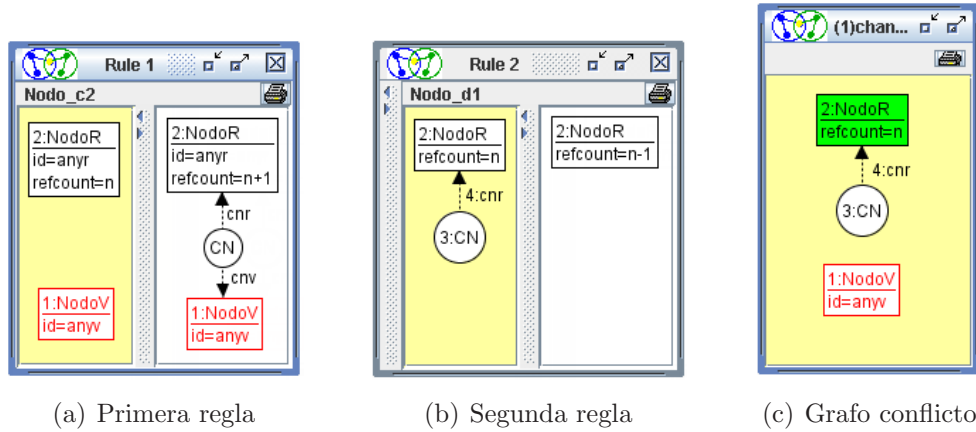 Rule 1
Nodo_c2
2:NodoR
id=anyr
refcount=n
1:NodoV
id=anyv
2:NodoR
id=anyr
refcount=n+1
cnr
CN
cnv
1:NodoV
id=anyv
(a) Primera regla
Rule 2
Nodo_d1
2:NodoR
refcount=n
4:cnr
3:CN
2:NodoR
refcount=n-1
(b) Segunda regla
(1)chan...
2:NodoR
refcount=n
4:cnr
3:CN
1:NodoV
id=anyv
(c) Grafo conflicto